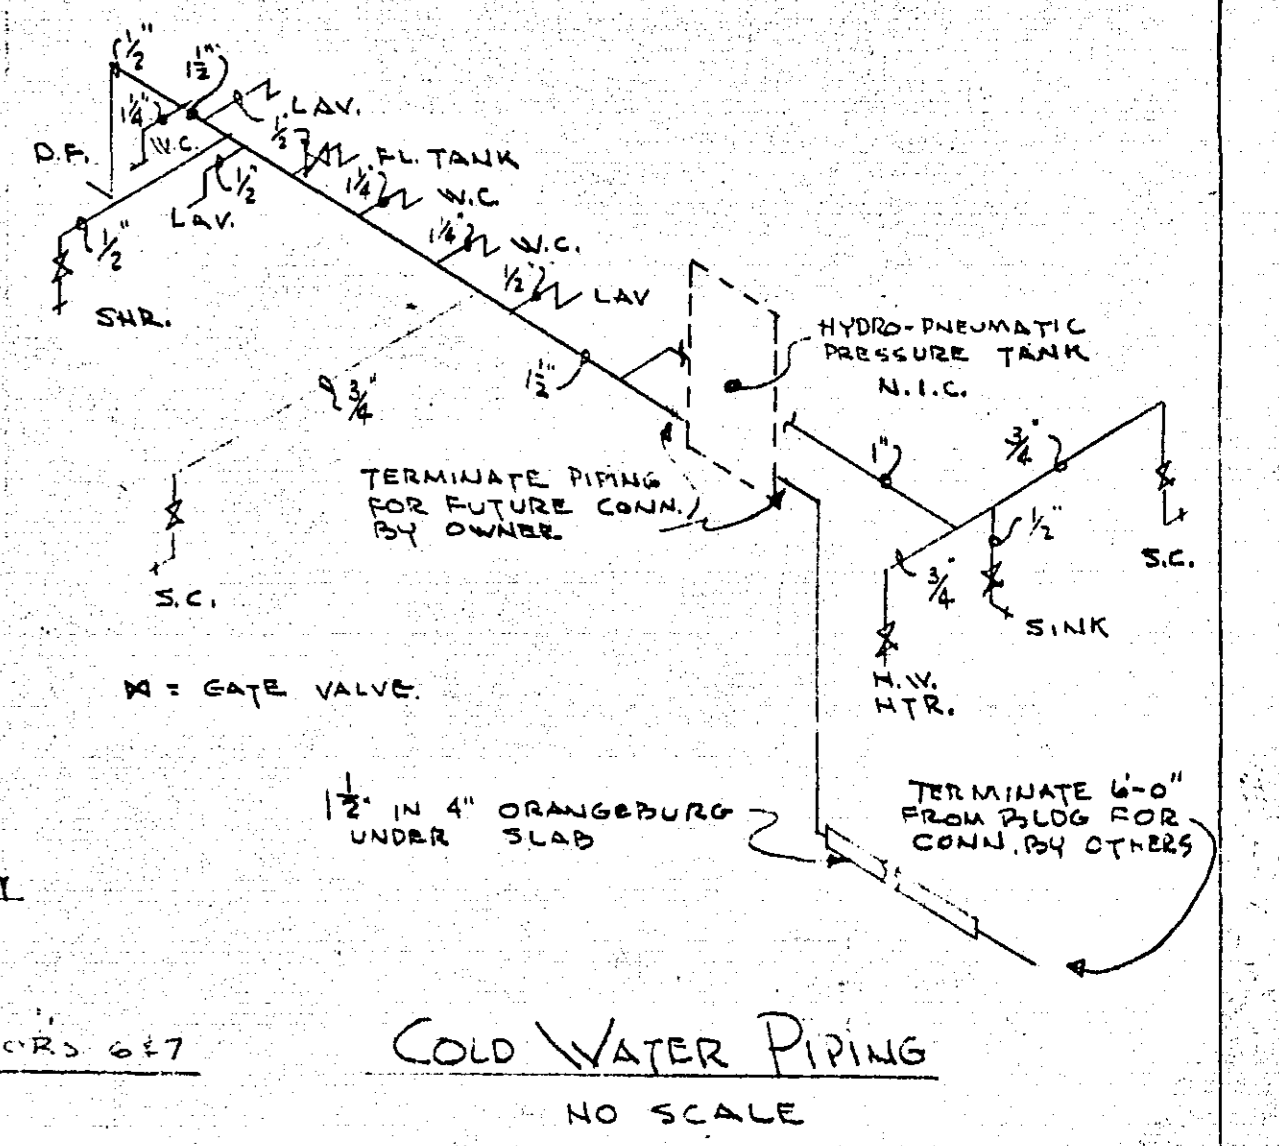 1/2"
1 1/2"
1 1/4"
LAV.
1/2"
W.C.
D.F.
FL. TANK
1/2"
1 1/4"
W.C.
LAV.
1 1/4"
W.C.
1/2"
1/2"
LAV
SHR.
HYDRO-PNEUMATIC
PRESSURE TANK
N.I.C.
1 1/2"
3/4"
1"
3/4"
TERMINATE PIPING
FOR FUTURE CONN.
BY OWNER.
1/2"
3/4"
S.C.
S.C.
SINK
H.W.
HTR.
= GATE VALVE.
1 1/2" IN 4" ORANGEBURG
UNDER SLAB
TERMINATE 6'-0"
FROM BLDG FOR
CONN. BY OTHERS
6 & 7
COLD WATER PIPING
NO SCALE